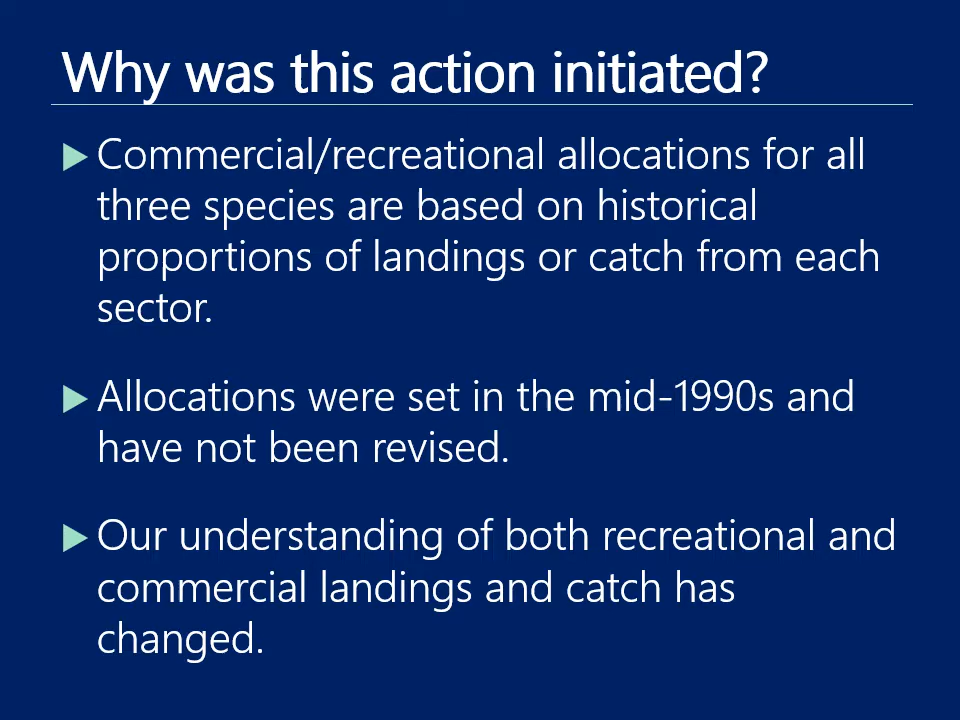 Why was this action initiated?
Commercial/recreational allocations for all
three species are based on historical
proportions of landings or catch from each
sector.
Allocations were set in the mid-1990s and
have not been revised.
Our understanding of both recreational and
commercial landings and catch has
changed.